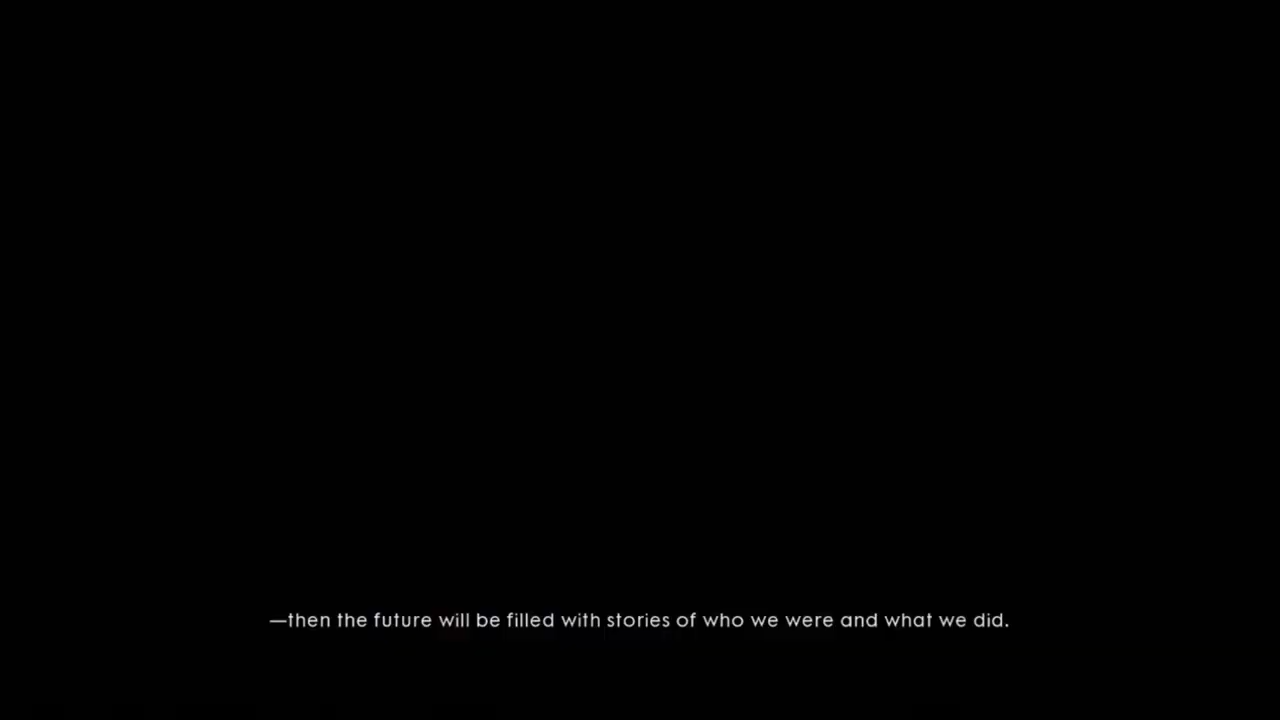 —then the future will be filled with stories of who we were and what we did.